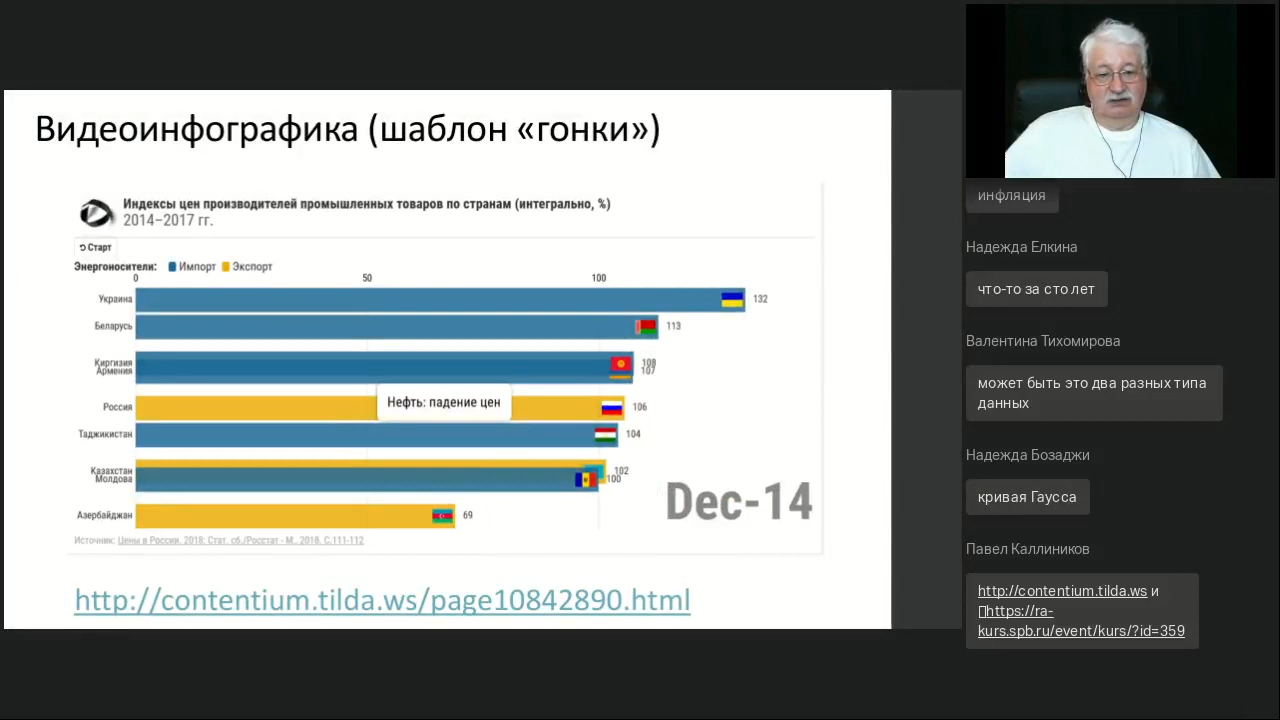 Видеоинфографика (шаблон «гонки»)
Индексы цен производителей промышленных товаров по странам (интегрально, %)
2014–2017 гг.
Старт
Энергоносители: Импорт Экспорт
0 50 100
Украина 132
Беларусь 113
Киргизия 108
Армения 107
Россия 106
Нефть: падение цен
Таджикистан 104
Казахстан 102
Молдова 100
Азербайджан 69
Dec-14
Источник: Цены в России. 2018: Стат. сб./Росстат - М., 2018. С.111-112
http://contentium.tilda.ws/page10842890.html
инфляция
Надежда Елкина
что-то за сто лет
Валентина Тихомирова
может быть это два разных типа
данных
Надежда Бозаджи
кривая Гаусса
Павел Каллиников
http://contentium.tilda.ws и
https://ra-
kurs.spb.ru/event/kurs/?id=359